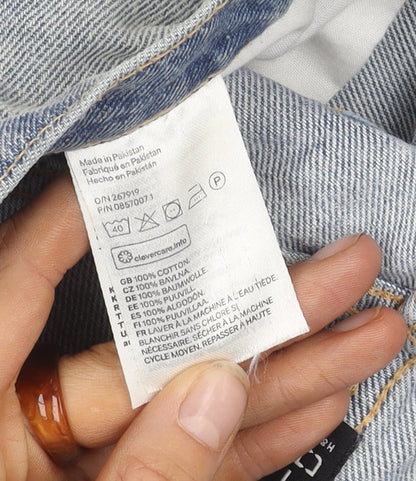 Made in Pakistan
Fabriqué en Pakistan
Hecho en Pakistán
O/N 267919
P/N 0857007.1
40
P
clevercare.info
GB 100% COTTON.
CZ 100% BAVLNA.
DE 100% BAUMWOLLE
EE 100% PUUVILL.
ES 100% ALGODÓN.
FI 100% PUUVILLAA.
FR LAVER À LA MACHINE À L'EAU TIÈDE.
BLANCHIR SANS CHLORE SI
NÉCESSAIRE. SÉCHAGE À LA MACHINE
CYCLE MOYEN. REPASSER À HAUTE
H&